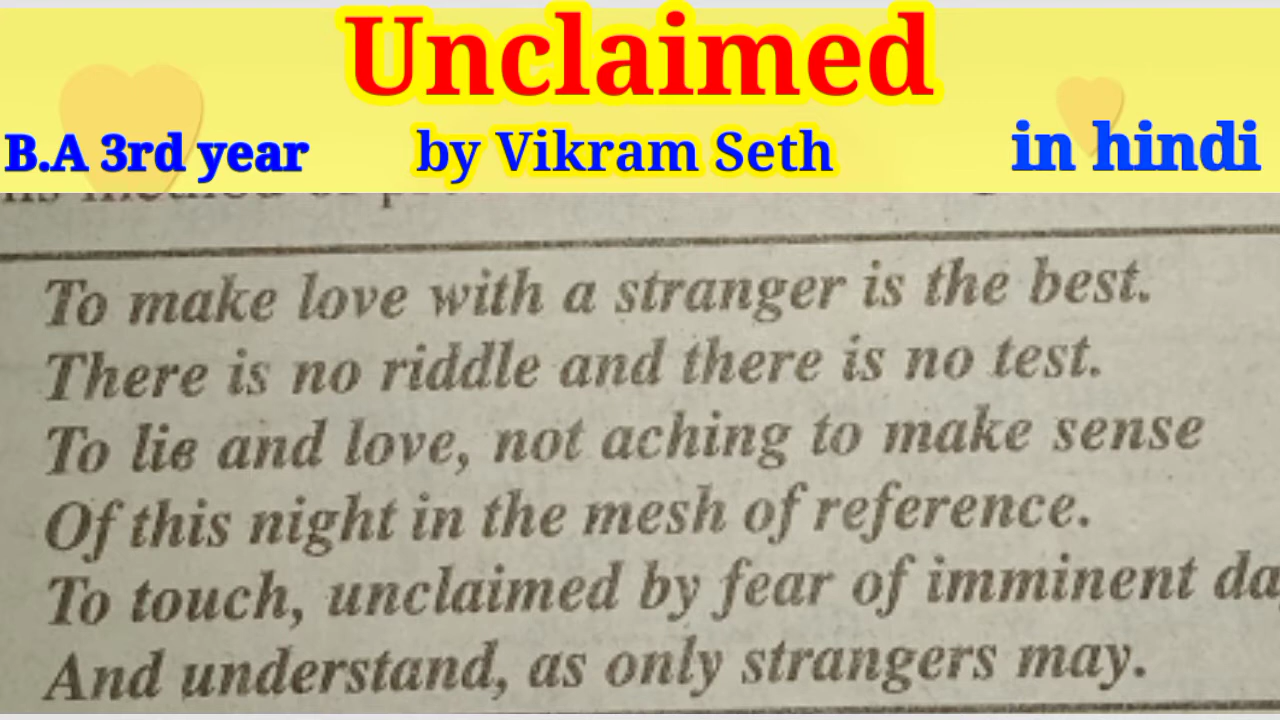 Unclaimed
B.A 3rd year by Vikram Seth in hindi
To make love with a stranger is the best.
There is no riddle and there is no test.
To lie and love, not aching to make sense
Of this night in the mesh of reference.
To touch, unclaimed by fear of imminent
And understand, as only strangers may.